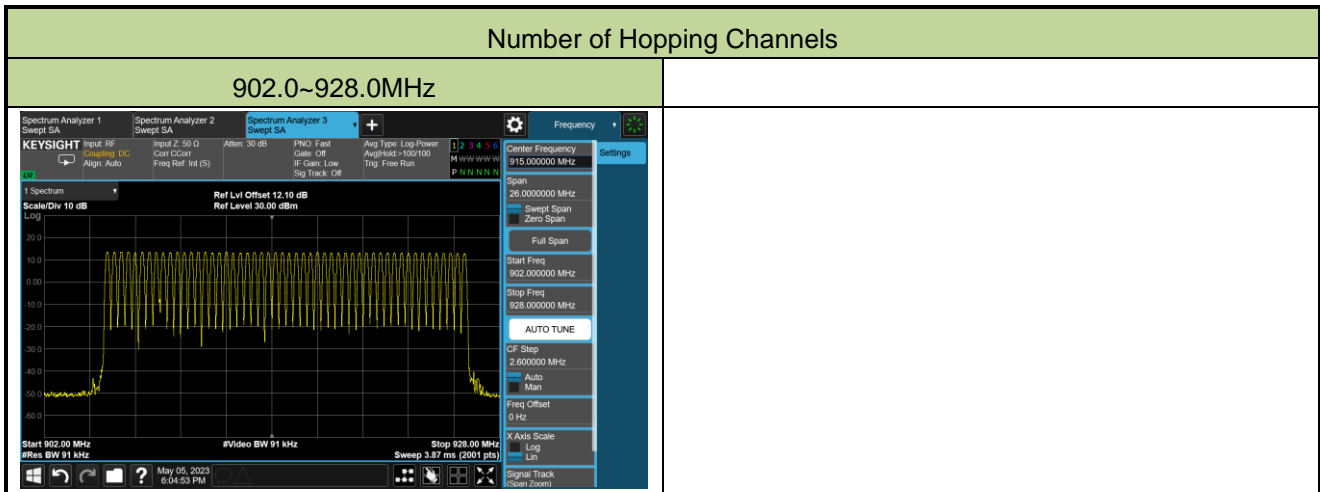 Number of Hopping Channels
902.0~928.0MHz
Spectrum Analyzer 1
Swept SA
Spectrum Analyzer 2
Swept SA
Spectrum Analyzer 3
Swept SA
+
Frequency
KEYSIGHT
Input: RF
Coupling: DC
Align: Auto
Input Z: 50 Ω
Corr CCorr
Freq Ref: Int (S)
Atten: 30 dB
PNO: Fast
Gate: Off
IF Gain: Low
Sig Track: Off
Avg Type: Log-Power
Avg|Hold:>100/100
Trig: Free Run
1 2 3 4 5 6
M W W W W W
P N N N N N
Settings
Center Frequency
915.000000 MHz
Span
26.0000000 MHz
Swept Span
Zero Span
Full Span
Start Freq
902.000000 MHz
Stop Freq
928.000000 MHz
AUTO TUNE
CF Step
2.600000 MHz
Auto
Man
Freq Offset
0 Hz
X Axis Scale
Log
Lin
Signal Track
(Span Zoom)
1 Spectrum
Scale/Div 10 dB
Log
Ref Lvl Offset 12.10 dB
Ref Level 30.00 dBm
20.0
10.0
0.00
-10.0
-20.0
-30.0
-40.0
-50.0
-60.0
Start 902.00 MHz
#Res BW 91 kHz
#Video BW 91 kHz
Stop 928.00 MHz
Sweep 3.87 ms (2001 pts)
?
May 05, 2023
6:04:53 PM